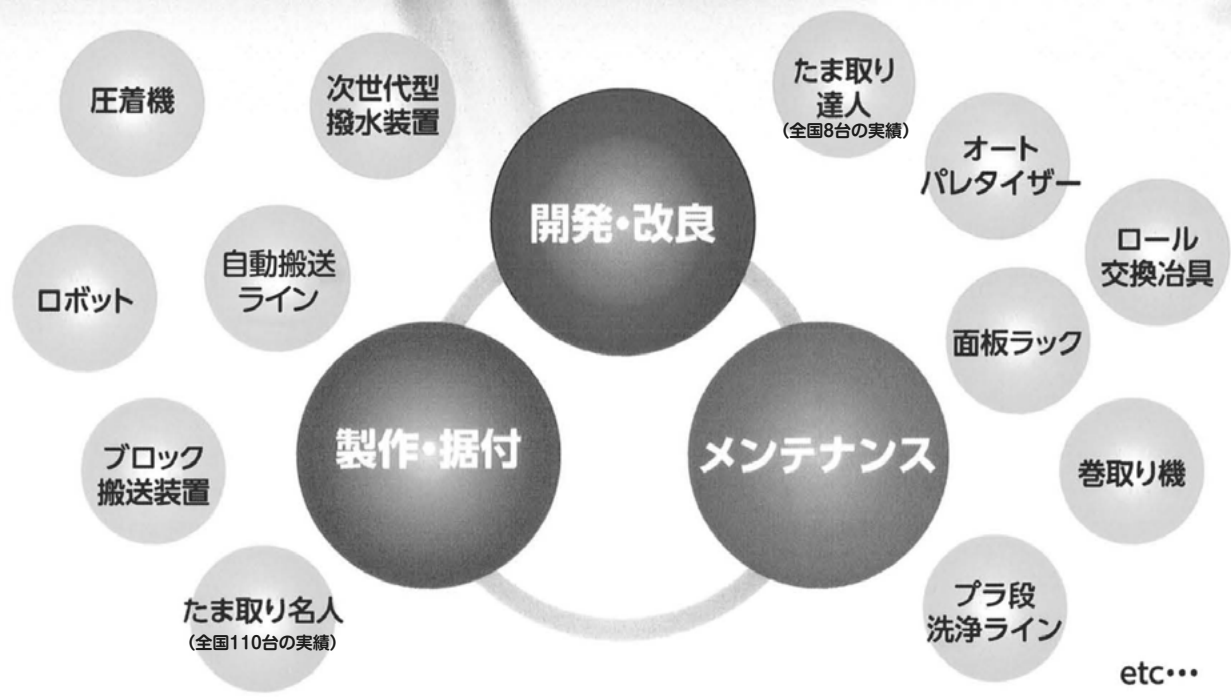 圧着機
次世代型
撥水装置
たま取り
達人
(全国8台の実績)
オート
パレタイザー
開発・改良
ロール
交換冶具
自動搬送
ライン
ロボット
面板ラック
製作・据付
メンテナンス
ブロック
搬送装置
巻取り機
たま取り名人
(全国110台の実績)
プラ段
洗浄ライン
etc・・・